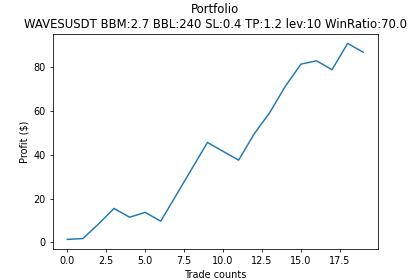 Portfolio
WAVESUSDT BBM:2.7 BBL:240 SL:0.4 TP:1.2 lev:10 WinRatio:70.0
80
60
40
20
0
Profit ($)
0.0 2.5 5.0 7.5 10.0 12.5 15.0 17.5
Trade counts